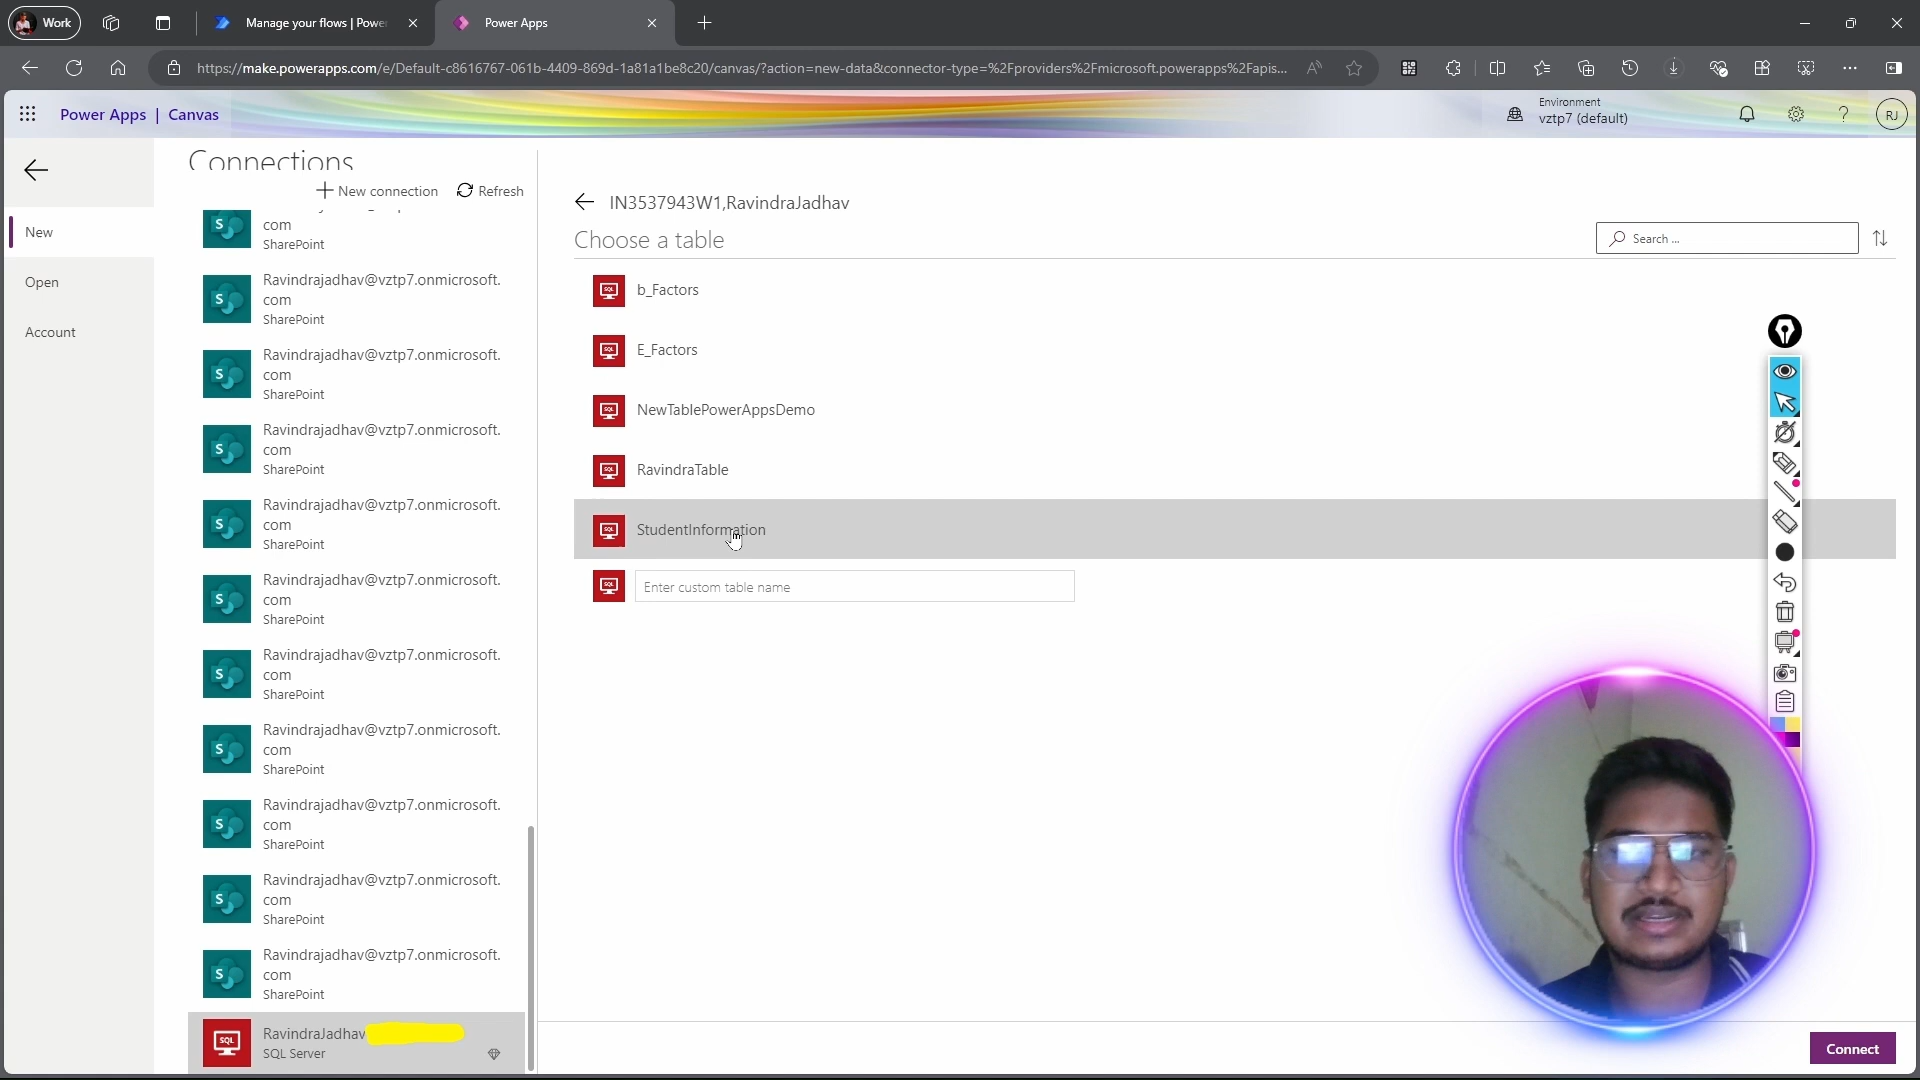 Work
Manage your flows | Powe
Power Apps
https://make.powerapps.com/e/Default-c8616767-061b-4409-869d-1a81a1be8c20/canvas/?action=new-data&connector-type=%2Fproviders%2Fmicrosoft.powerapps%2Fapis...
Power Apps | Canvas
Environment
vztp7 (default)
RJ
New
Open
Account
Connections
New connection
Refresh
com
SharePoint
Ravindrajadhav@vztp7.onmicrosoft.
com
SharePoint
Ravindrajadhav@vztp7.onmicrosoft.
com
SharePoint
Ravindrajadhav@vztp7.onmicrosoft.
com
SharePoint
Ravindrajadhav@vztp7.onmicrosoft.
com
SharePoint
Ravindrajadhav@vztp7.onmicrosoft.
com
SharePoint
Ravindrajadhav@vztp7.onmicrosoft.
com
SharePoint
Ravindrajadhav@vztp7.onmicrosoft.
com
SharePoint
Ravindrajadhav@vztp7.onmicrosoft.
com
SharePoint
Ravindrajadhav@vztp7.onmicrosoft.
com
SharePoint
Ravindrajadhav@vztp7.onmicrosoft.
com
SharePoint
RavindraJadhav
SQL Server
IN3537943W1,RavindraJadhav
Choose a table
Search ...
b_Factors
E_Factors
NewTablePowerAppsDemo
RavindraTable
StudentInformation
Enter custom table name
Connect